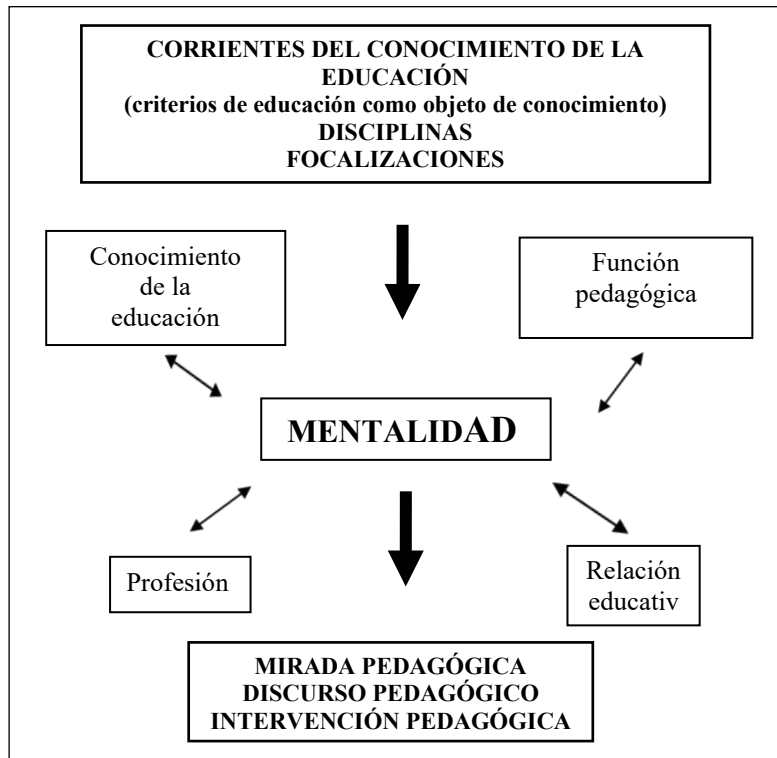 CORRIENTES DEL CONOCIMIENTO DE LA
EDUCACIÓN
(criterios de educación como objeto de conocimiento)
DISCIPLINAS
FOCALIZACIONES
Conocimiento
de la
educación
Función
pedagógica
MENTALIDAD
Profesión
Relación
educativ
MIRADA PEDAGÓGICA
DISCURSO PEDAGÓGICO
INTERVENCIÓN PEDAGÓGICA